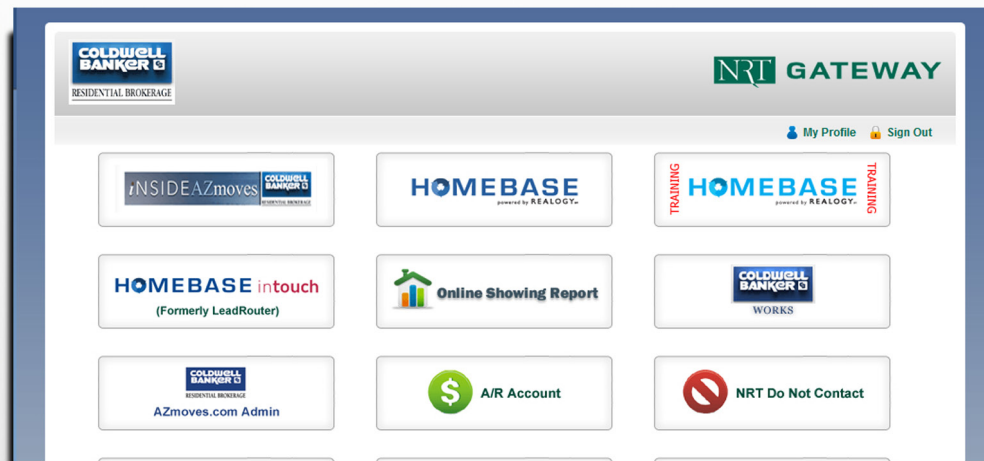 COLDWELL
BANKER
RESIDENTIAL BROKERAGE
NRT GATEWAY
My Profile
Sign Out
iNSIDEAZmoves
COLDWELL
BANKER
RESIDENTIAL BROKERAGE
HOMEBASE
powered by REALOGY
TRAINING
HOMEBASE
powered by REALOGY
TRAINING
HOMEBASE intouch
(Formerly LeadRouter)
Online Showing Report
COLDWELL
BANKER
WORKS
COLDWELL
BANKER
RESIDENTIAL BROKERAGE
AZmoves.com Admin
$
A/R Account
NRT Do Not Contact